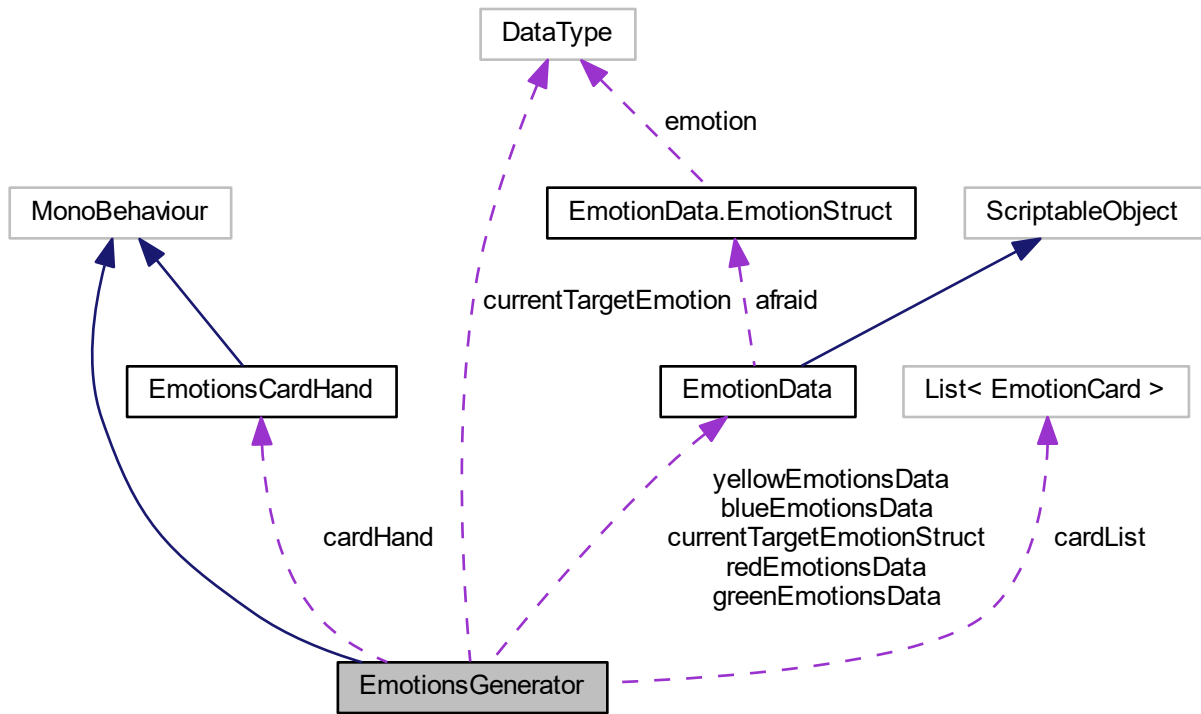 DataType
emotion
MonoBehaviour
EmotionData.EmotionStruct
ScriptableObject
currentTargetEmotion
afraid
EmotionsCardHand
EmotionData
List< EmotionCard >
yellowEmotionsData
blueEmotionsData
currentTargetEmotionStruct
redEmotionsData
greenEmotionsData
cardHand
cardList
EmotionsGenerator